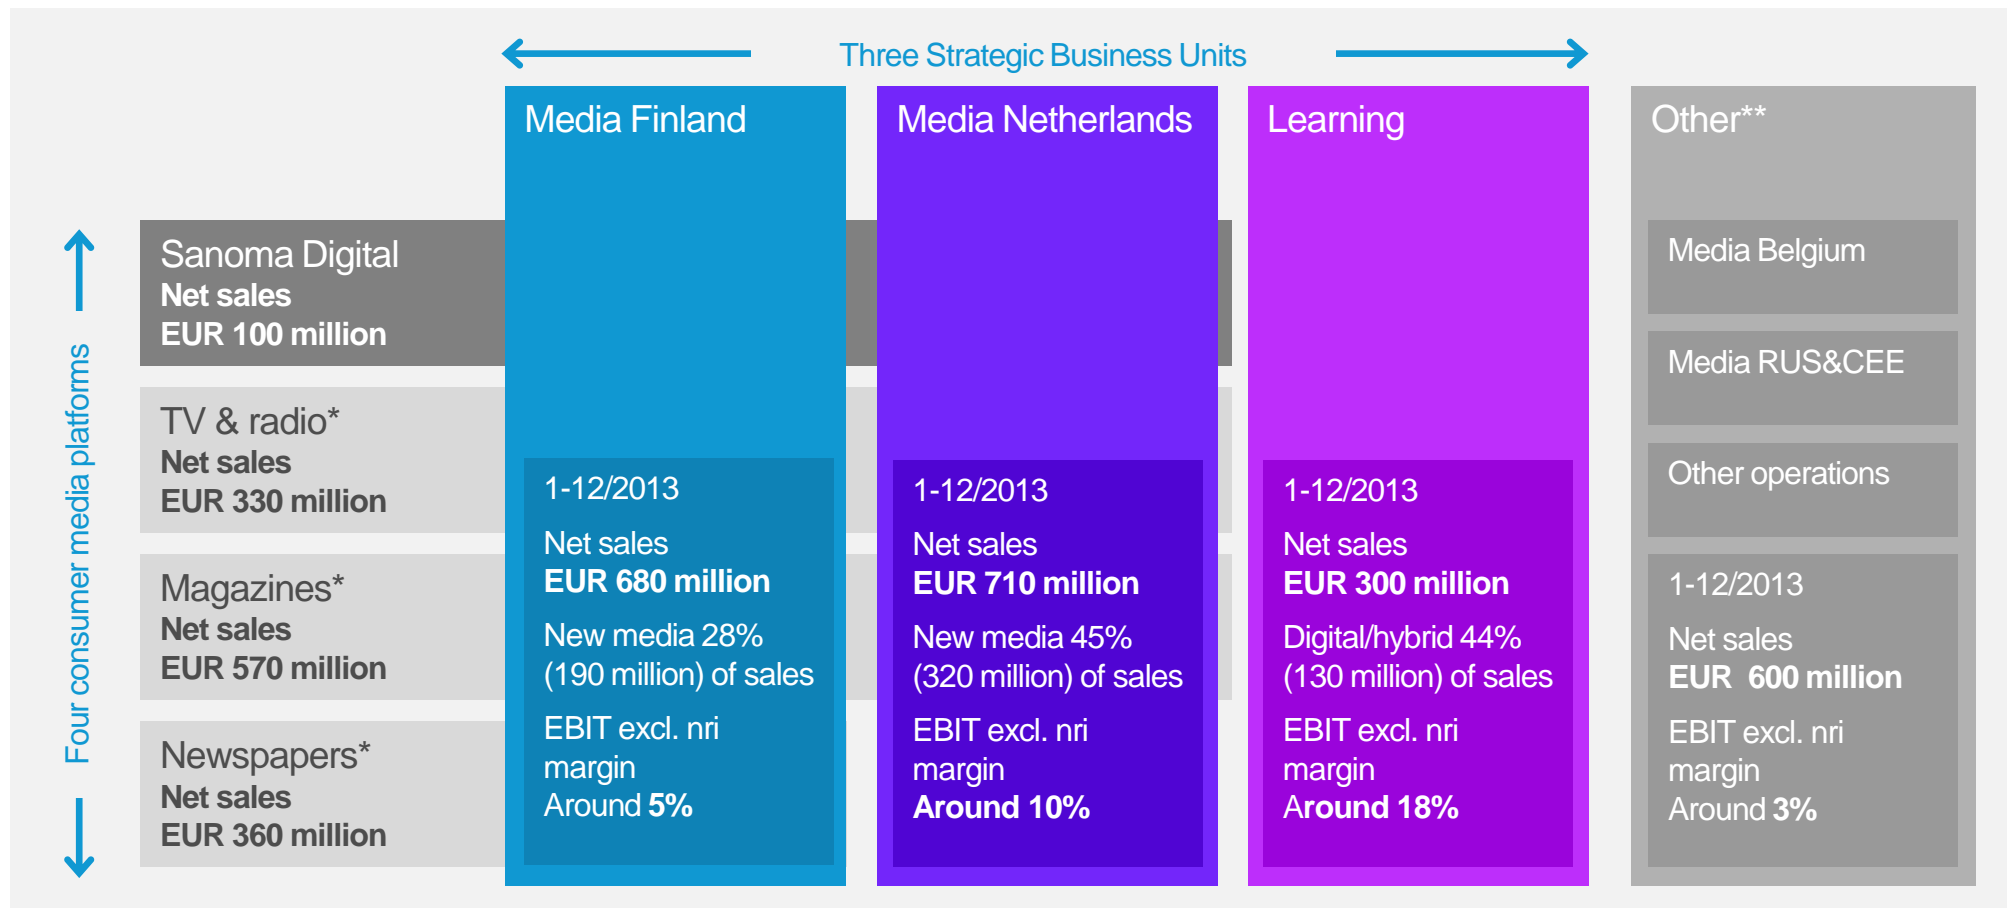 Three Strategic Business Units
Four consumer media platforms
Sanoma Digital
Net sales
EUR 100 million
TV & radio*
Net sales
EUR 330 million
Magazines*
Net sales
EUR 570 million
Newspapers*
Net sales
EUR 360 million
Media Finland
1-12/2013
Net sales
EUR 680 million
New media 28%
(190 million) of sales
EBIT excl. nri
margin
Around 5%
Media Netherlands
1-12/2013
Net sales
EUR 710 million
New media 45%
(320 million) of sales
EBIT excl. nri
margin
Around 10%
Learning
1-12/2013
Net sales
EUR 300 million
Digital/hybrid 44%
(130 million) of sales
EBIT excl. nri
margin
Around 18%
Other**
Media Belgium
Media RUS&CEE
Other operations
1-12/2013
Net sales
EUR  600 million
EBIT excl. nri
margin
Around 3%